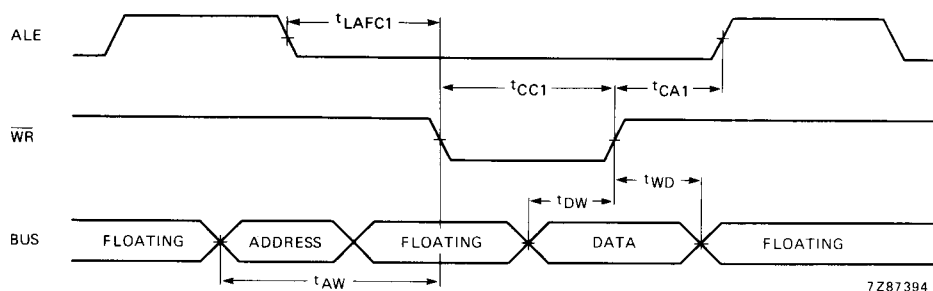 ALE
tLAFC1
tCC1
tCA1
WR
tWD
tDW
BUS
FLOATING
ADDRESS
FLOATING
DATA
FLOATING
tAW
7Z87394